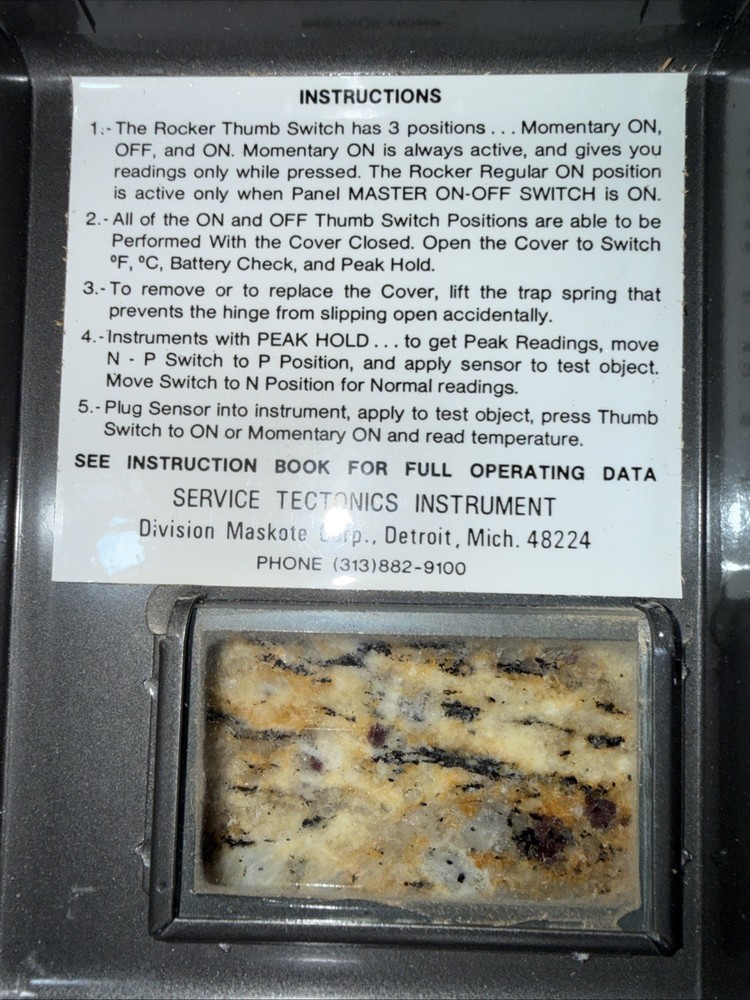 INSTRUCTIONS
1.- The Rocker Thumb Switch has 3 positions . . . Momentary ON,
OFF, and ON. Momentary ON is always active, and gives you
readings only while pressed. The Rocker Regular ON position
is active only when Panel MASTER ON-OFF SWITCH is ON.
2.- All of the ON and OFF Thumb Switch Positions are able to be
Performed With the Cover Closed. Open the Cover to Switch
ºF, ºC, Battery Check, and Peak Hold.
3.- To remove or to replace the Cover, lift the trap spring that
prevents the hinge from slipping open accidentally.
4.- Instruments with PEAK HOLD . . . to get Peak Readings, move
N - P Switch to P Position, and apply sensor to test object.
Move Switch to N Position for Normal readings.
5.- Plug Sensor into instrument, apply to test object, press Thumb
Switch to ON or Momentary ON and read temperature.
SEE INSTRUCTION BOOK FOR FULL OPERATING DATA
SERVICE TECTONICS INSTRUMENT
Division Maskote Corp., Detroit, Mich. 48224
PHONE (313)882-9100